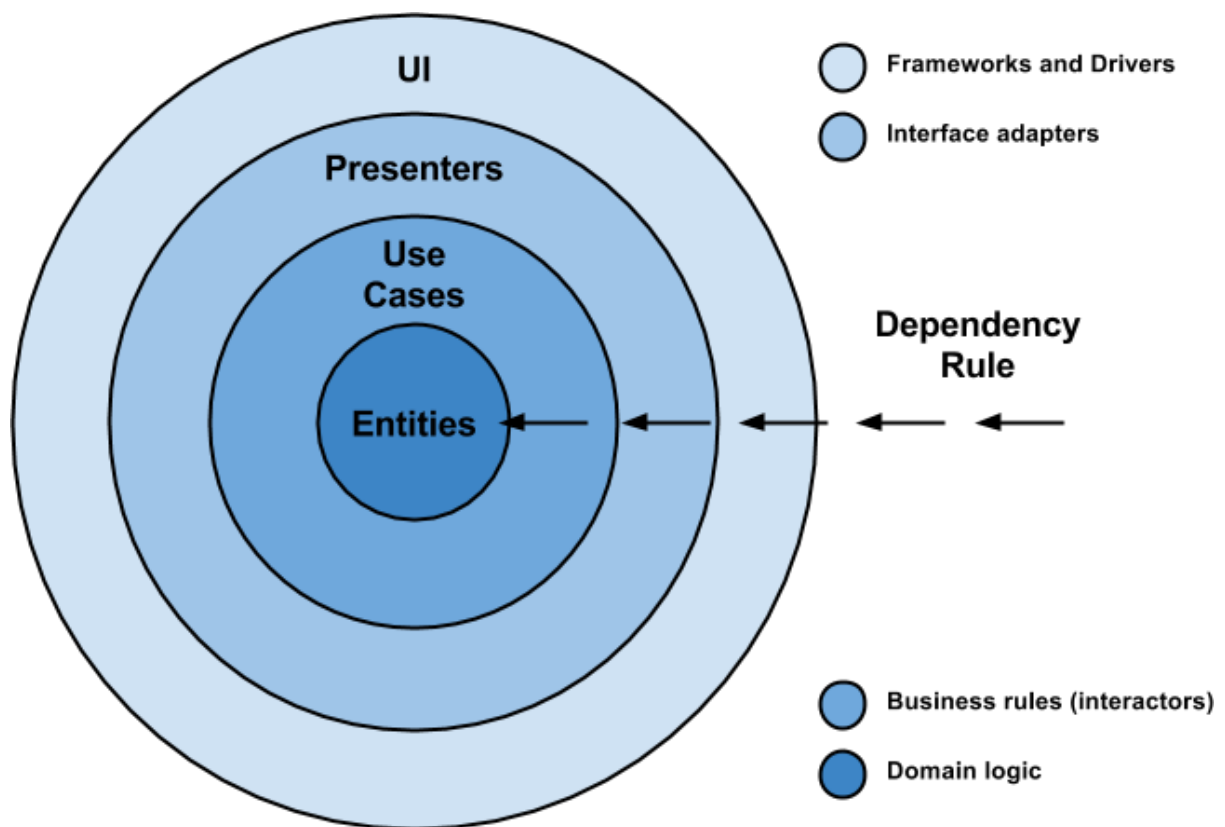 UI
Presenters
Use
Cases
Entities
Frameworks and Drivers
Interface adapters
Dependency
Rule
Business rules (interactors)
Domain logic